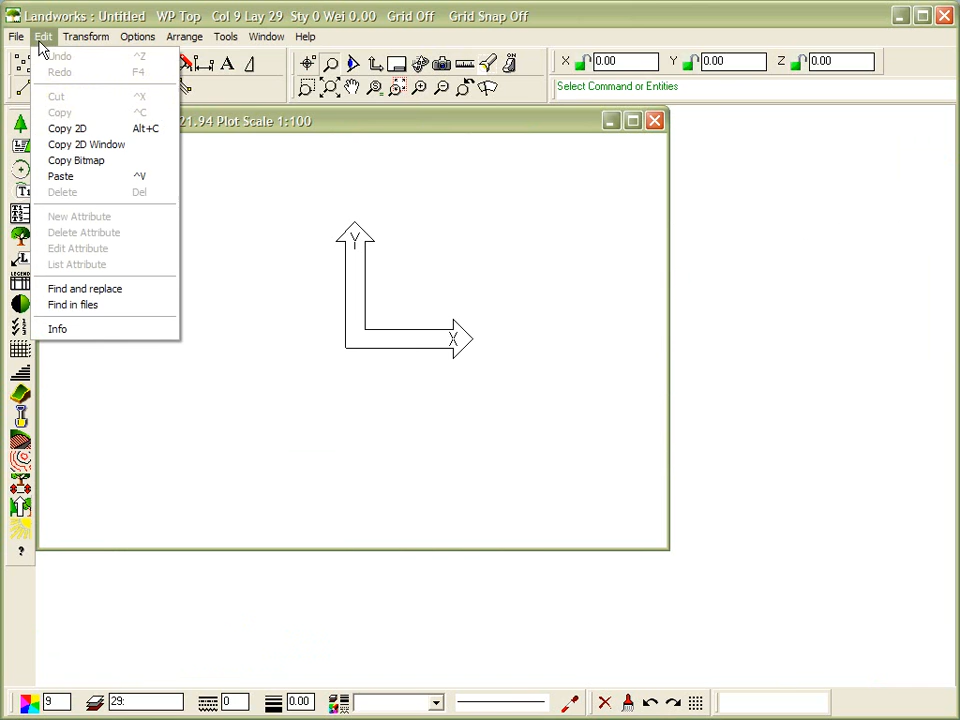 Landworks : Untitled WP Top Col 9 Lay 29 Sty 0 Wei 0.00 Grid Off Grid Snap Off
File Edit Transform Options Arrange Tools Window Help
X 0.00 Y 0.00 Z 0.00
Select Command or Entities
Undo ^Z
Redo F4
Cut ^X
Copy ^C
Copy 2D Alt+C
Copy 2D Window
Copy Bitmap
Paste ^V
Delete Del
New Attribute
Delete Attribute
Edit Attribute
List Attribute
Find and replace
Find in files
Info
21.94 Plot Scale 1:100
Y
X
LEGEND
9 29: 0 0.00